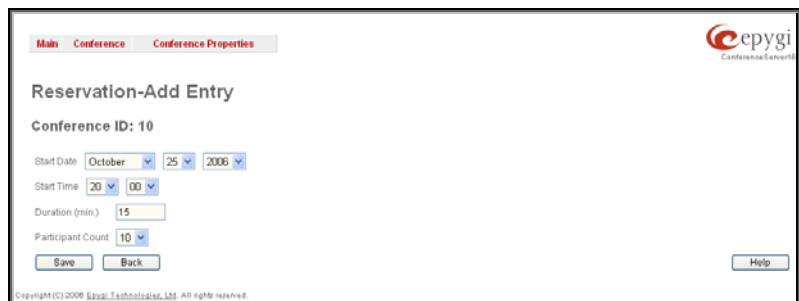 Main Conference Conference Properties
epygi
ConferenceServer16
Reservation-Add Entry
Conference ID: 10
Start Date October 25 2006
Start Time 20 00
Duration (min.) 15
Participant Count 10
Save Back Help
Copyright (C) 2006 Epygi Technologies, Ltd. All rights reserved.